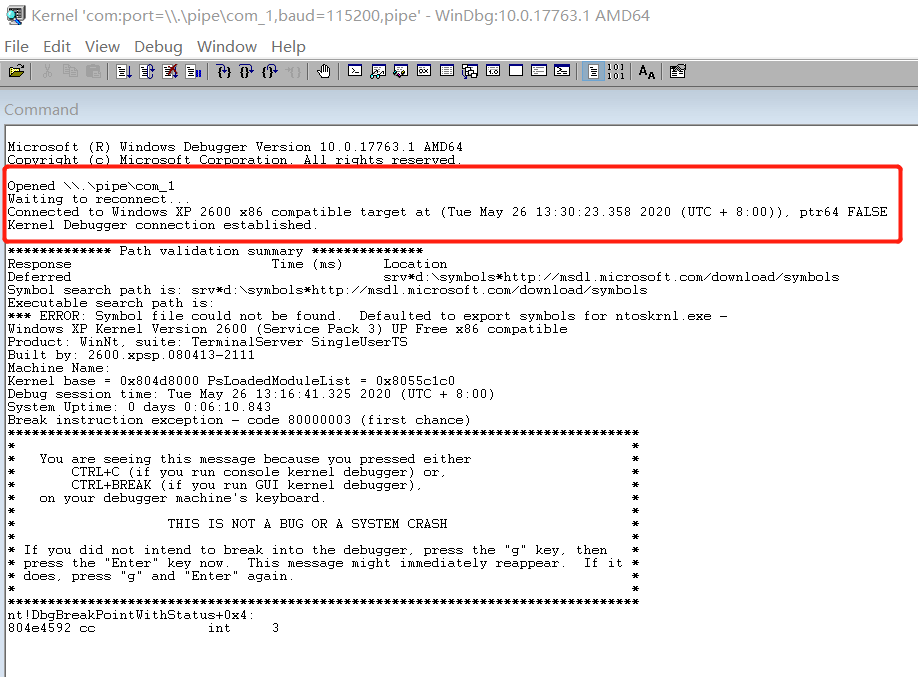 Kernel 'com:port=\\.\pipe\com_1,baud=115200,pipe' - WinDbg:10.0.17763.1 AMD64
File Edit View Debug Window Help
Command
Microsoft (R) Windows Debugger Version 10.0.17763.1 AMD64
Copyright (c) Microsoft Corporation. All rights reserved.
Opened \\.\pipe\com_1
Waiting to reconnect...
Connected to Windows XP 2600 x86 compatible target at (Tue May 26 13:30:23.358 2020 (UTC + 8:00)), ptr64 FALSE
Kernel Debugger connection established.
************* Path validation summary **************
Response                         Time (ms)     Location
Deferred                                       srv*d:\symbols*http://msdl.microsoft.com/download/symbols
Symbol search path is: srv*d:\symbols*http://msdl.microsoft.com/download/symbols
Executable search path is:
*** ERROR: Symbol file could not be found.  Defaulted to export symbols for ntoskrnl.exe -
Windows XP Kernel Version 2600 (Service Pack 3) UP Free x86 compatible
Product: WinNt, suite: TerminalServer SingleUserTS
Built by: 2600.xpsp.080413-2111
Machine Name:
Kernel base = 0x804d8000 PsLoadedModuleList = 0x8055c1c0
Debug session time: Tue May 26 13:16:41.325 2020 (UTC + 8:00)
System Uptime: 0 days 0:06:10.843
Break instruction exception - code 80000003 (first chance)
*******************************************************************************
*                                                                             *
*   You are seeing this message because you pressed either                    *
*       CTRL+C (if you run console kernel debugger) or,                       *
*       CTRL+BREAK (if you run GUI kernel debugger),                          *
*   on your debugger machine's keyboard.                                      *
*                                                                             *
*                   THIS IS NOT A BUG OR A SYSTEM CRASH                       *
*                                                                             *
* If you did not intend to break into the debugger, press the "g" key, then   *
* press the "Enter" key now.  This message might immediately reappear.  If it *
* does, press "g" and "Enter" again.                                          *
*                                                                             *
*******************************************************************************
nt!DbgBreakPointWithStatus+0x4:
804e4592 cc              int     3